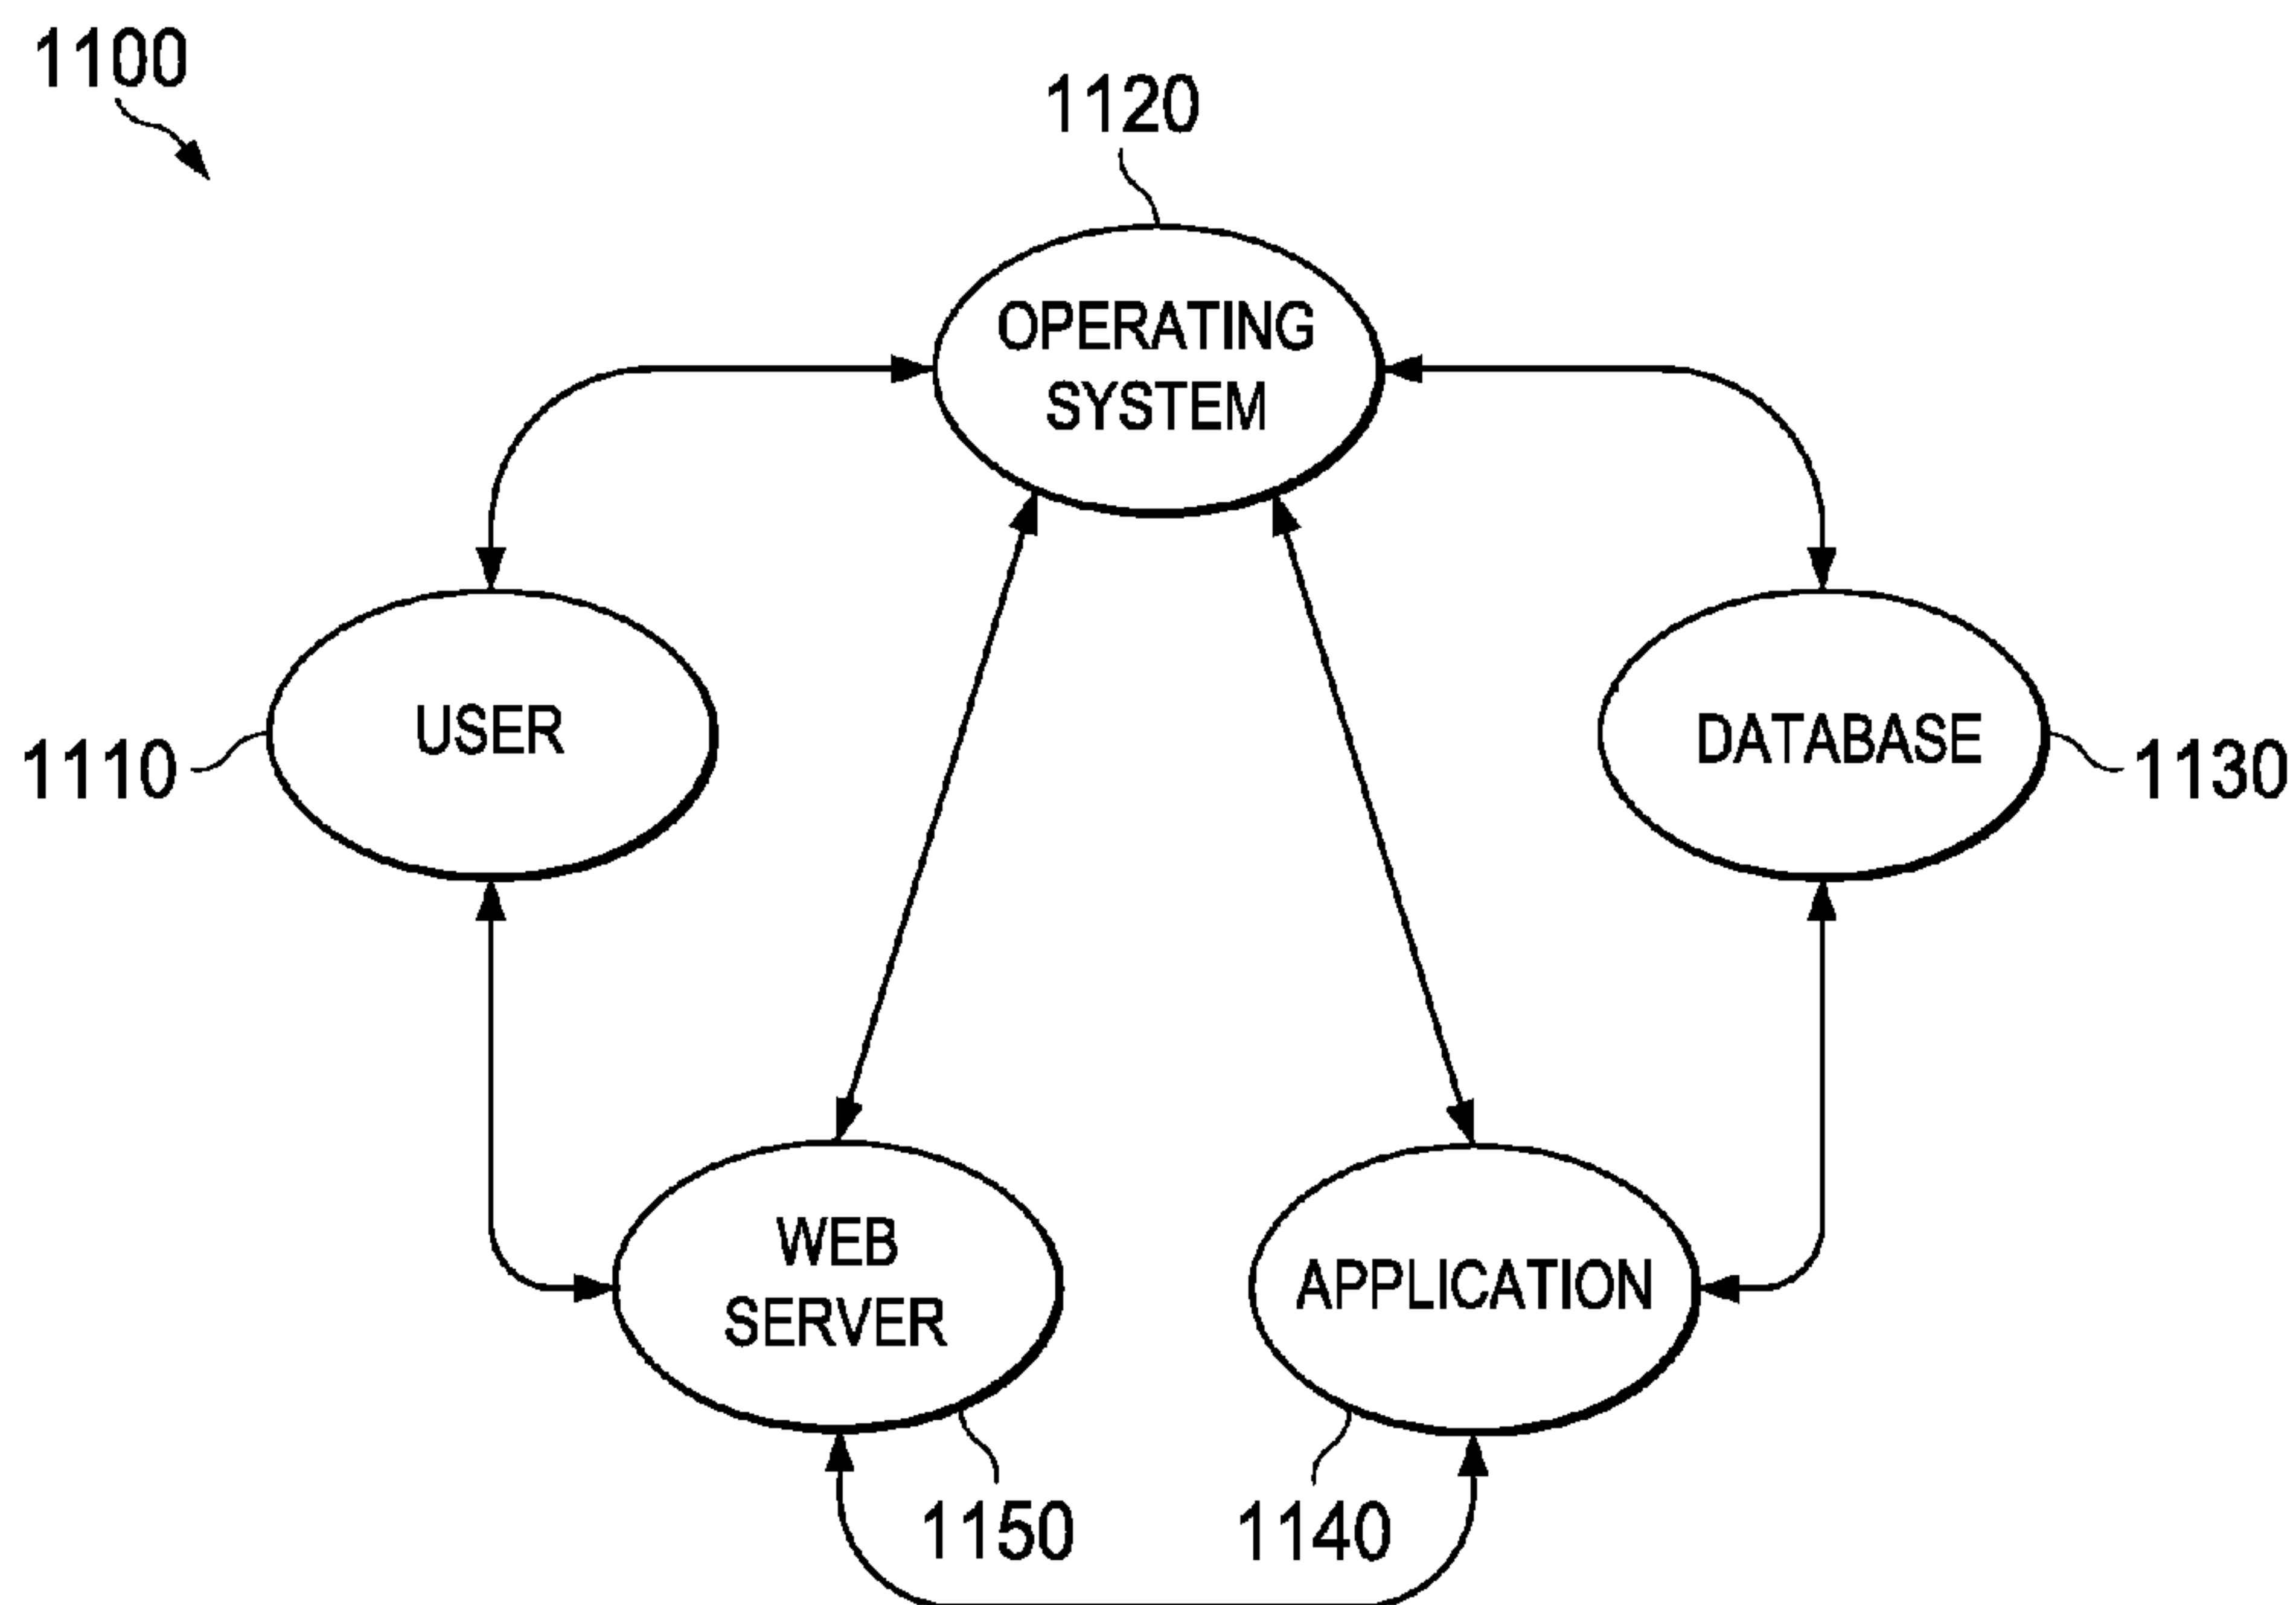 1100
1120
OPERATING
SYSTEM
USER
1110
DATABASE
1130
WEB
SERVER
APPLICATION
1150
1140